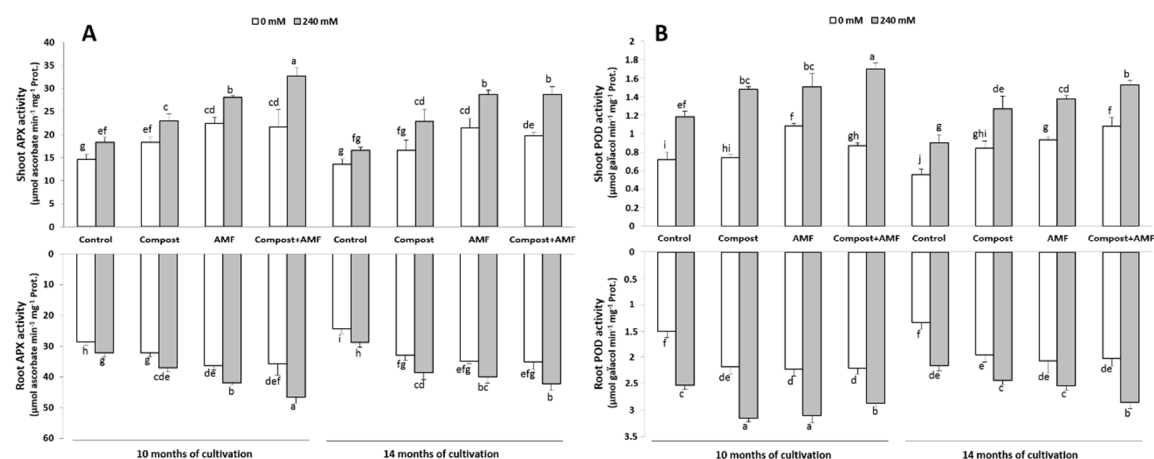 A
0 mM 240 mM
Shoot APX activity
(µmol ascorbate min⁻¹ mg⁻¹ Prot.)
40
35
30
25
20
15
10
5
0
g ef ef c cd b cd a g fg fg cd cd b de b
Control Compost AMF Compost+AMF Control Compost AMF Compost+AMF
Root APX activity
(µmol ascorbate min⁻¹ mg⁻¹ Prot.)
0
10
20
30
40
50
60
h g g cde de b def a i h fg cd efg bc efg b
10 months of cultivation 14 months of cultivation
B
0 mM 240 mM
Shoot POD activity
(µmol gaïacol min⁻¹ mg⁻¹ Prot.)
2
1.8
1.6
1.4
1.2
1
0.8
0.6
0.4
0.2
0
i ef hi bc f bc gh a j g ghi de g cd f b
Control Compost AMF Compost+AMF Control Compost AMF Compost+AMF
Root POD activity
(µmol gaïacol min⁻¹ mg⁻¹ Prot.)
0
0.5
1
1.5
2
2.5
3
3.5
f c d a d a d b f de e c de c de b
10 months of cultivation 14 months of cultivation